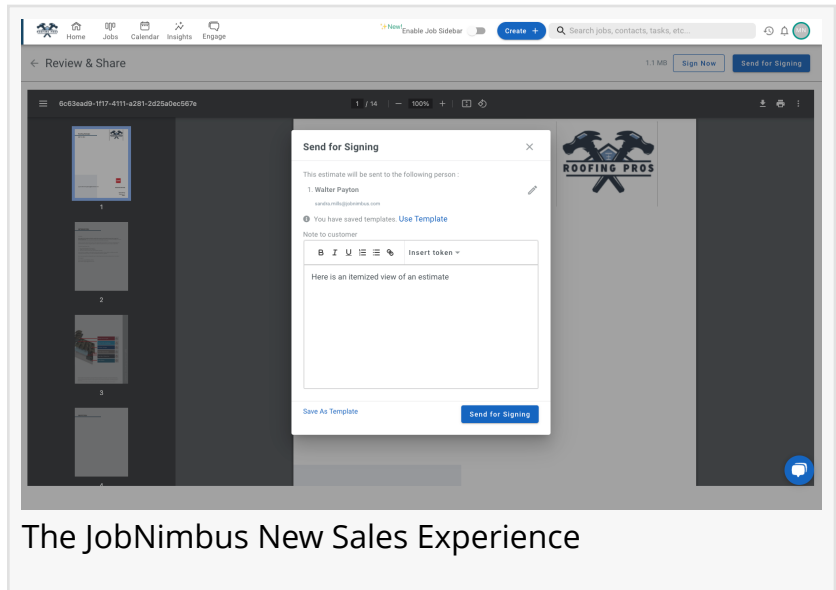 Home
Jobs
Calendar
Insights
Engage
New!
Enable Job Sidebar
Create +
Search jobs, contacts, tasks, etc...
MN
← Review & Share
1.1 MB
Sign Now
Send for Signing
6c63ead9-1f17-4111-a281-2d25a0ec567e
1 / 14
100%
ROOFING PROS
1
2
3
4
Send for Signing
This estimate will be sent to the following person :
1. Walter Payton
You have saved templates. Use Template
Note to customer
B I U
Insert token
Here is an itemized view of an estimate
Save As Template
Send for Signing
The JobNimbus New Sales Experience